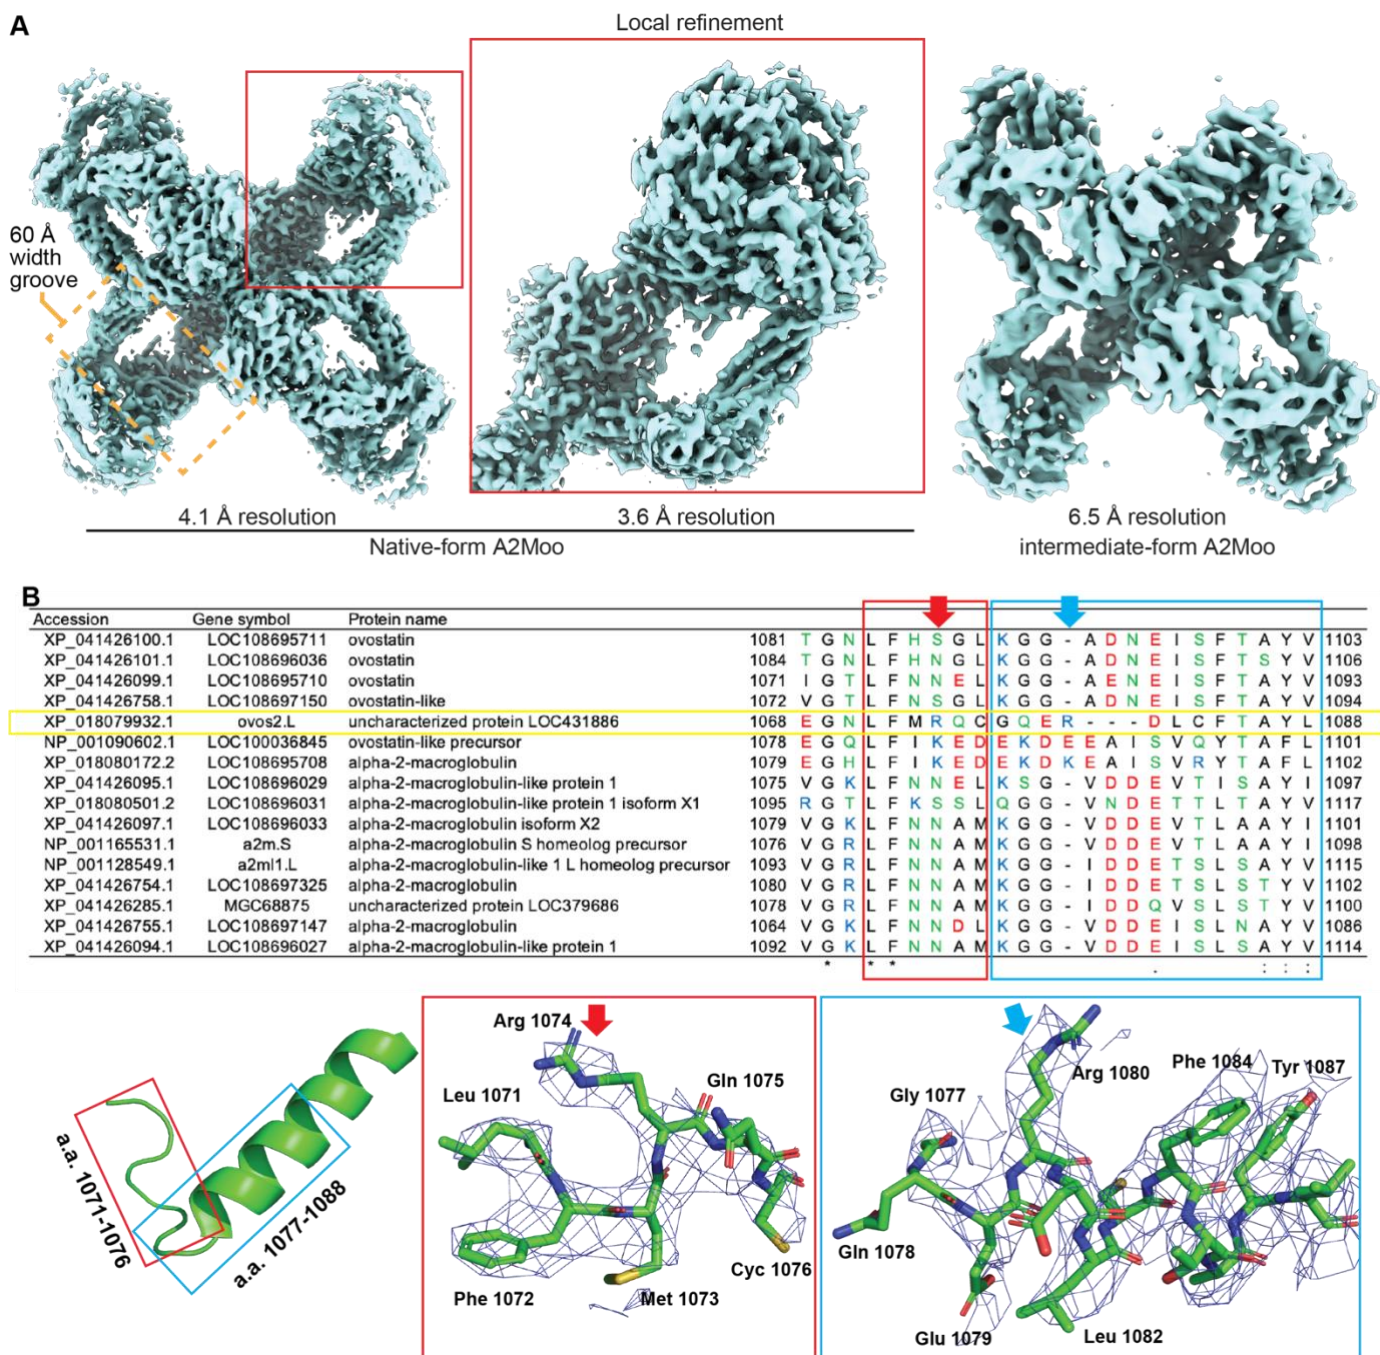 A
Local refinement
60 Å
width
groove
4.1 Å resolution
3.6 Å resolution
6.5 Å resolution
Native-form A2Moo
intermediate-form A2Moo
B
Accession Gene symbol Protein name
XP_041426100.1 LOC108695711 ovostatin 1081 T G N L F H S G L K G G - A D N E I S F T A Y V 1103
XP_041426101.1 LOC108696036 ovostatin 1084 T G N L F H N G L K G G - A D N E I S F T S Y V 1106
XP_041426099.1 LOC108695710 ovostatin 1071 I G T L F N N E L K G G - A E N E I S F T A Y V 1093
XP_041426758.1 LOC108697150 ovostatin-like 1072 V G T L F N S G L K G G - A D N E I S F T A Y V 1094
XP_018079932.1 ovos2.L uncharacterized protein LOC431886 1068 E G N L F M R Q C G Q E R - - - D L C F T A Y L 1088
NP_001090602.1 LOC100036845 ovostatin-like precursor 1078 E G Q L F I K E D E K D E E A I S V Q Y T A F L 1101
XP_018080172.2 LOC108695708 alpha-2-macroglobulin 1079 E G H L F I K E D E K D K E A I S V R Y T A F L 1102
XP_041426095.1 LOC108696029 alpha-2-macroglobulin-like protein 1 1075 V G K L F N N E L K S G - V D D E V T I S A Y I 1097
XP_018080501.2 LOC108696031 alpha-2-macroglobulin-like protein 1 isoform X1 1095 R G T L F K S S L Q G G - V N D E T T L T A Y V 1117
XP_041426097.1 LOC108696033 alpha-2-macroglobulin isoform X2 1079 V G K L F N N A M K G G - V D D E V T L A A Y I 1101
NP_001165531.1 a2m.S alpha-2-macroglobulin S homeolog precursor 1076 V G R L F N N A M K G G - V D D E V T L A A Y I 1098
NP_001128549.1 a2ml1.L alpha-2-macroglobulin-like 1 L homeolog precursor 1093 V G R L F N N A M K G G - I D D E T S L S A Y V 1115
XP_041426754.1 LOC108697325 alpha-2-macroglobulin 1080 V G R L F N N A M K G G - I D D E T S L S T Y V 1102
XP_041426285.1 MGC68875 uncharacterized protein LOC379686 1078 V G R L F N N A M K G G - I D D Q V S L S T Y V 1100
XP_041426755.1 LOC108697147 alpha-2-macroglobulin 1064 V G K L F N N D L K G G - V D D E I S L N A Y V 1086
XP_041426094.1 LOC108696027 alpha-2-macroglobulin-like protein 1 1092 V G K L F N N A M K G G - V D D E I S L S A Y V 1114
* * * . : : :
a.a. 1071-1076
a.a. 1077-1088
Arg 1074
Leu 1071
Gln 1075
Phe 1072
Met 1073
Cyc 1076
Gly 1077
Arg 1080
Phe 1084
Tyr 1087
Gln 1078
Glu 1079
Leu 1082